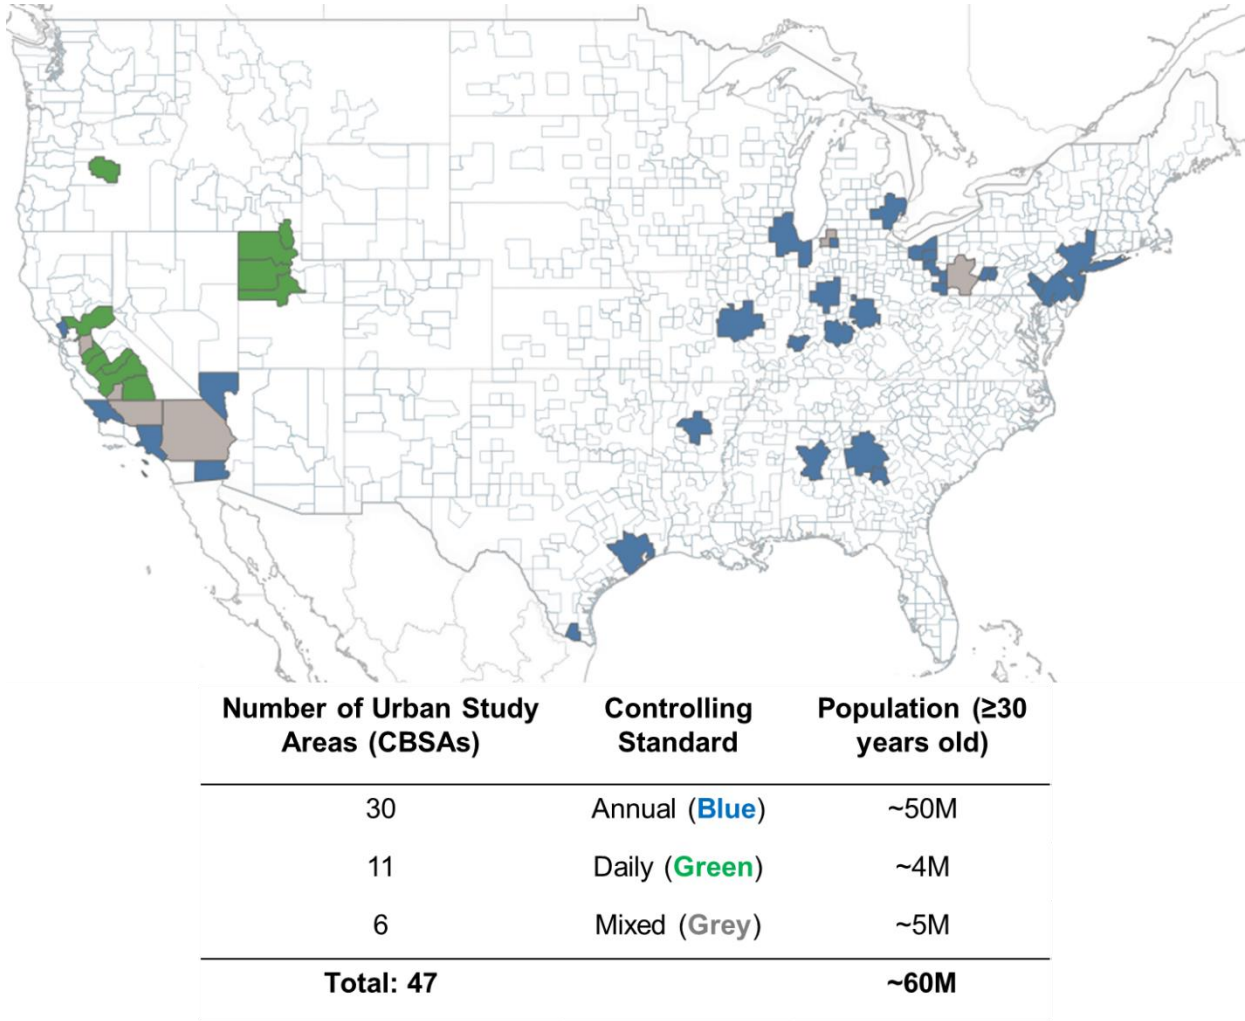 Number of Urban Study Controlling Population (≥30
Areas (CBSAs) Standard years old)
30 Annual (Blue) ~50M
11 Daily (Green) ~4M
6 Mixed (Grey) ~5M
Total: 47 ~60M